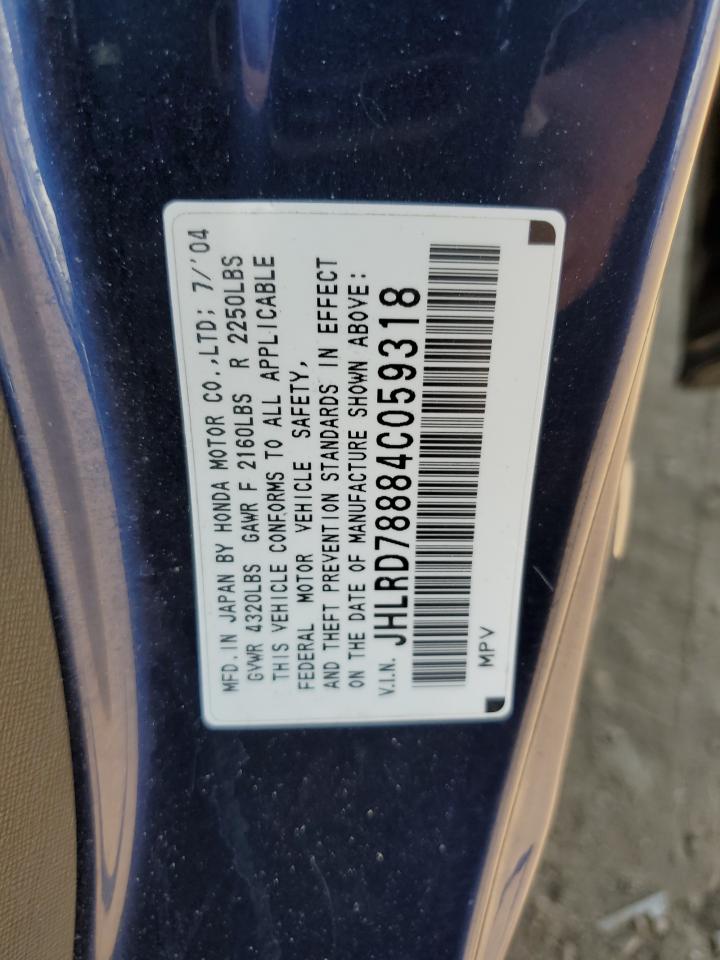 MFD. IN JAPAN BY HONDA MOTOR CO.,LTD; 7/'04
GVWR 4320LBS GAWR F 2160LBS R 2250LBS
THIS VEHICLE CONFORMS TO ALL APPLICABLE
FEDERAL MOTOR VEHICLE SAFETY,
AND THEFT PREVENTION STANDARDS IN EFFECT
ON THE DATE OF MANUFACTURE SHOWN ABOVE:
V.I.N. JHLRD78884C059318
MPV